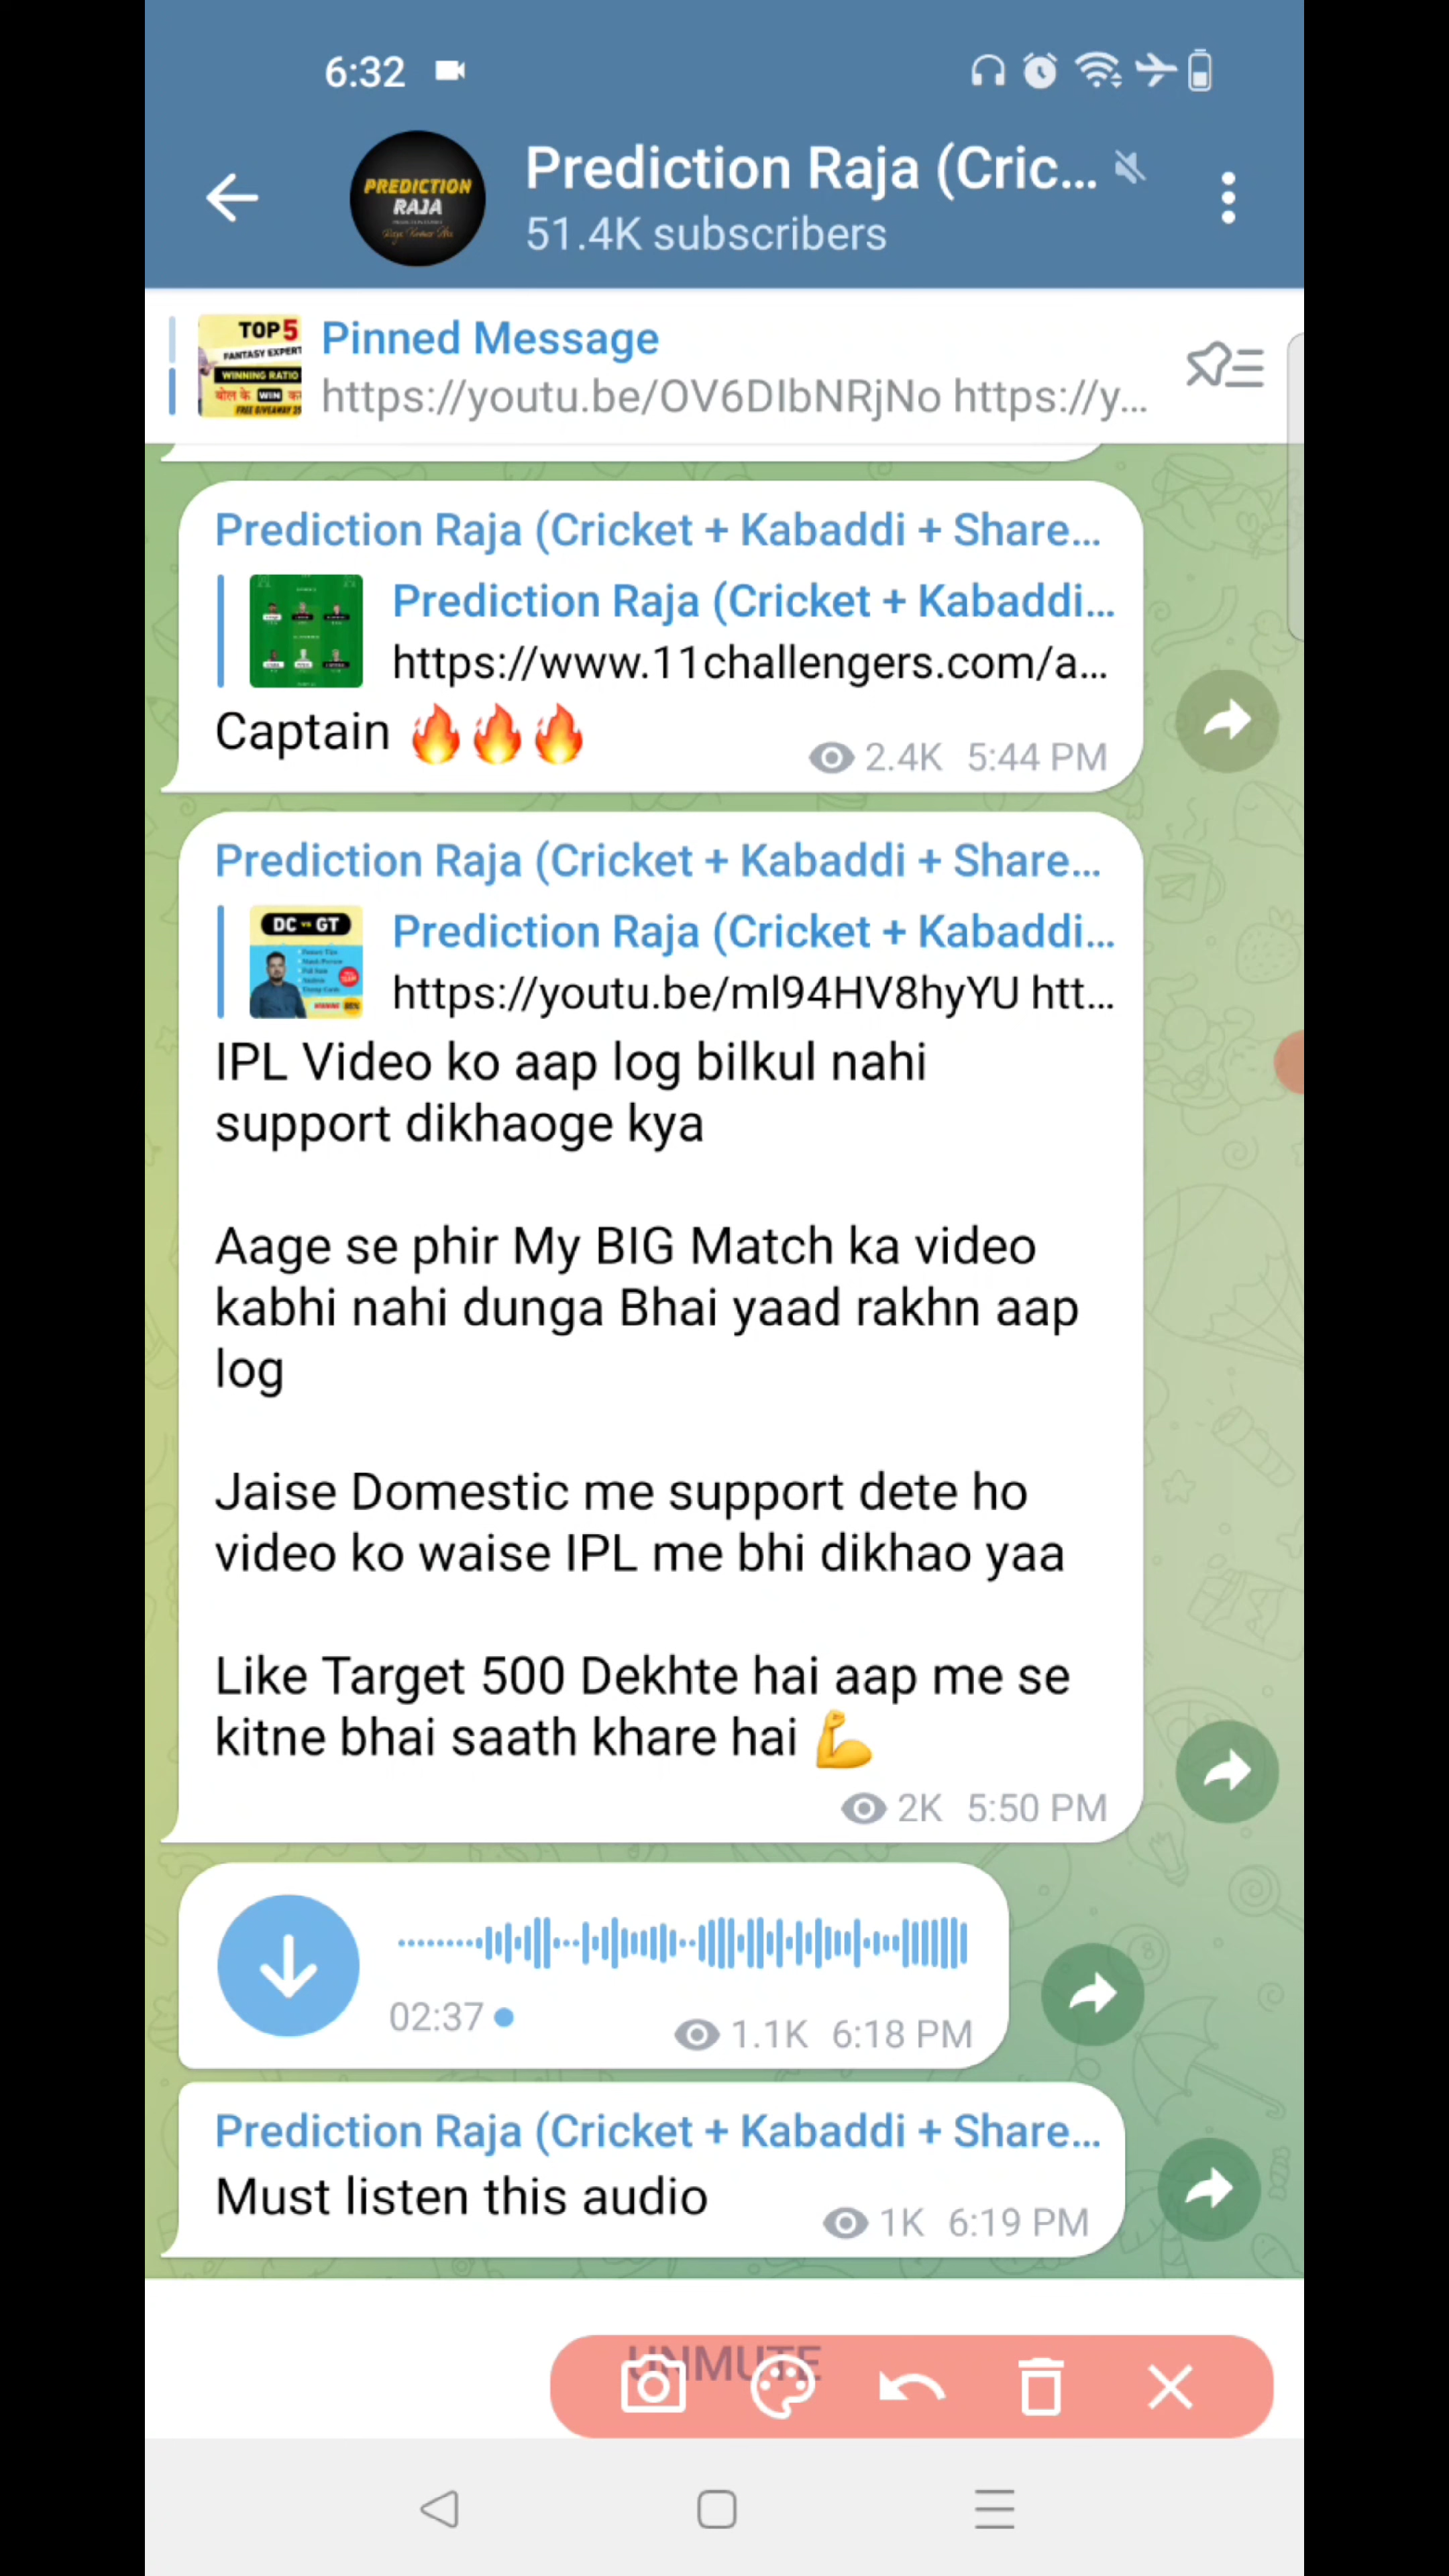 6:32
Prediction Raja (Cric...
51.4K subscribers
PREDICTION
RAJA
TOP 5
FANTASY EXPERT
WINNING RATIO
बोल के WIN
FREE GIVEAWAY
Pinned Message
https://youtu.be/OV6DIbNRjNo https://y...
Prediction Raja (Cricket + Kabaddi + Share...
Prediction Raja (Cricket + Kabaddi...
https://www.11challengers.com/a...
Captain 🔥🔥🔥
2.4K 5:44 PM
Prediction Raja (Cricket + Kabaddi + Share...
DC vs GT
Prediction Raja (Cricket + Kabaddi...
https://youtu.be/ml94HV8hyYU htt...
IPL Video ko aap log bilkul nahi
support dikhaoge kya
Aage se phir My BIG Match ka video
kabhi nahi dunga Bhai yaad rakhn aap
log
Jaise Domestic me support dete ho
video ko waise IPL me bhi dikhao yaa
Like Target 500 Dekhte hai aap me se
kitne bhai saath khare hai 💪
2K 5:50 PM
02:37
1.1K 6:18 PM
Prediction Raja (Cricket + Kabaddi + Share...
Must listen this audio
1K 6:19 PM
UNMUTE